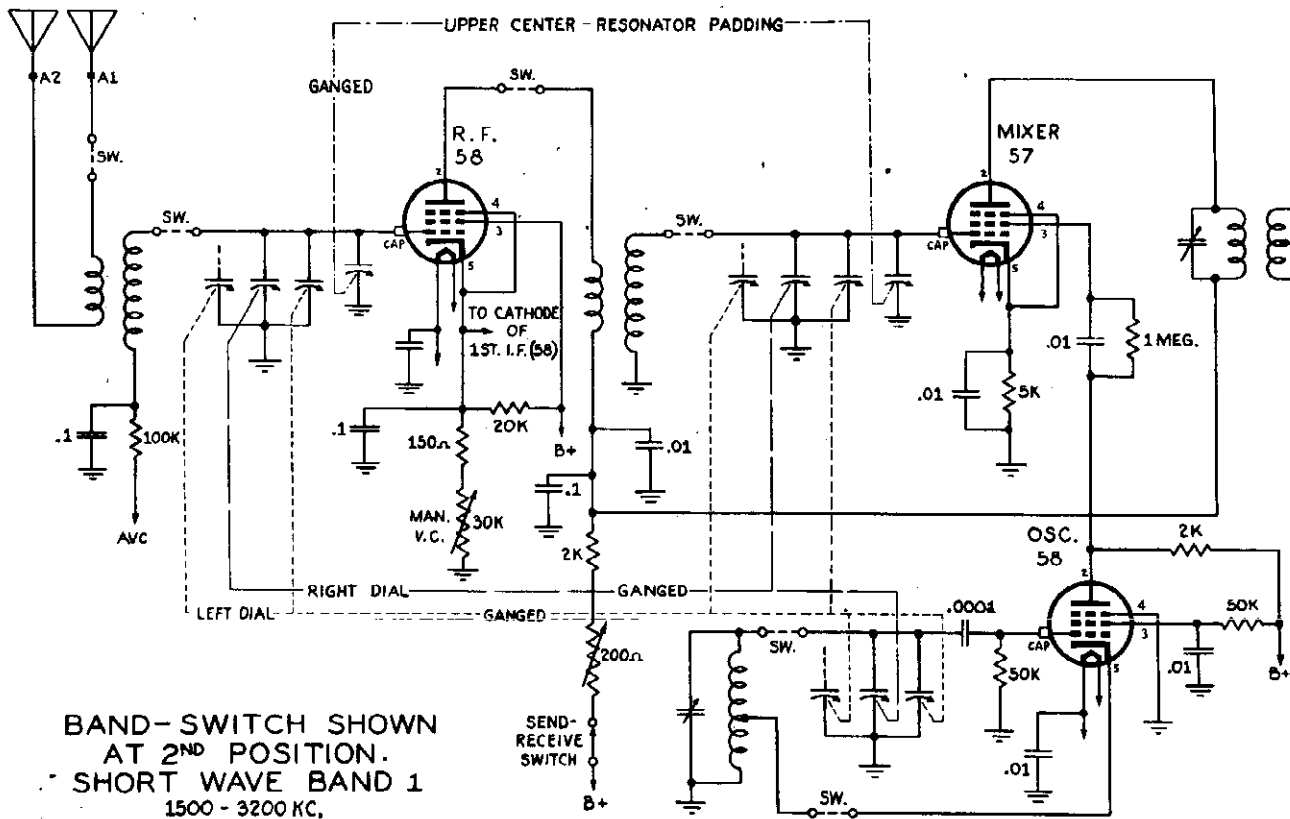 UPPER CENTER - RESONATOR PADDING
A2
A1
SW.
GANGED
SW.
R.F.
58
MIXER
57
SW.
SW.
CAP
2
4
3
5
CAP
2
4
3
5
TO CATHODE
OF
1ST. I.F. (58)
.1
100K
AVC
.1
150Ω
20K
B+
MAN.
V.C.
30K
.01
.1
2K
.01
5K
.01
1 MEG.
RIGHT DIAL
GANGED
LEFT DIAL
GANGED
OSC.
58
2K
200Ω
SEND-
RECEIVE
SWITCH
B+
SW.
.0001
50K
CAP
2
4
3
5
50K
.01
B+
.01
SW.
BAND-SWITCH SHOWN
AT 2ND POSITION.
SHORT WAVE BAND 1
1500 - 3200 KC.